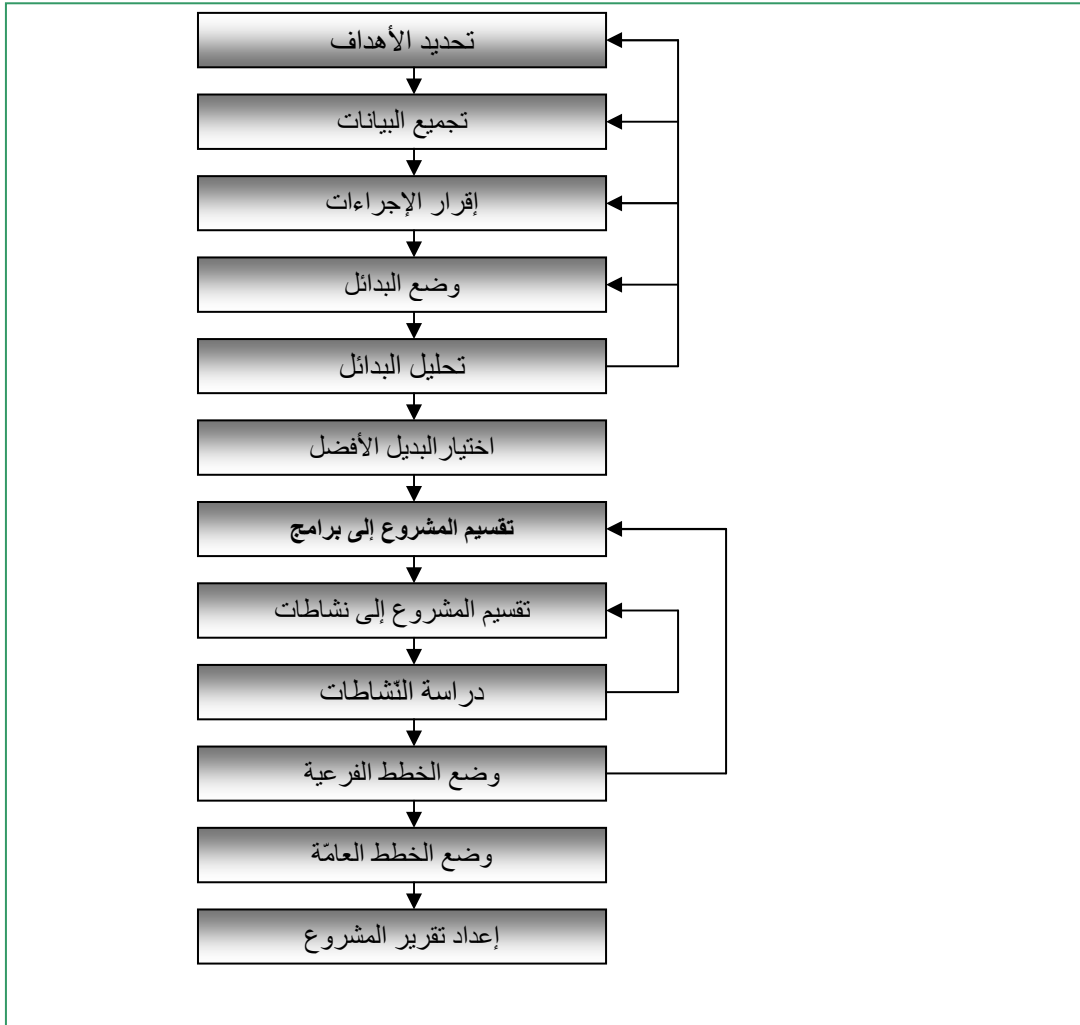 تحديد الأهداف
تجميع البيانات
إقرار الإجراءات
وضع البدائل
تحليل البدائل
اختيار البديل الأفضل
تقسيم المشروع إلى برامج
تقسيم المشروع إلى نشاطات
دراسة النّشاطات
وضع الخطط الفرعية
وضع الخطط العامّة
إعداد تقرير المشروع